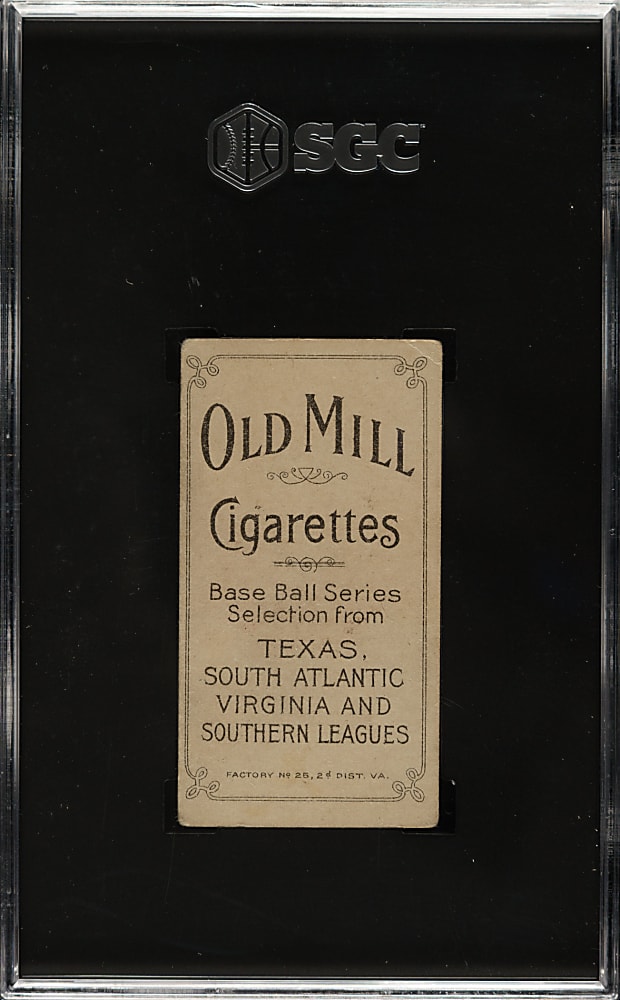 SGC
OLD MILL
Cigarettes
Base Ball Series
Selection from
TEXAS,
SOUTH ATLANTIC
VIRGINIA AND
SOUTHERN LEAGUES
FACTORY Nº 25, 2ᵈ DIST. VA.